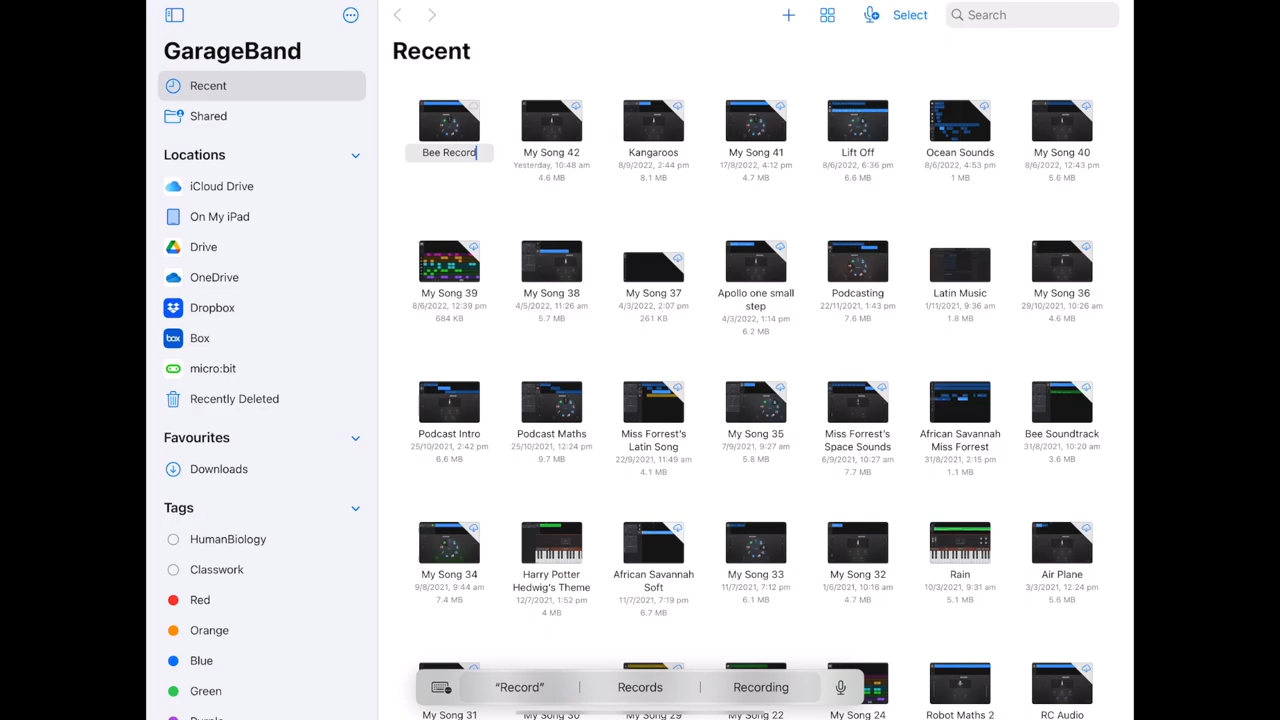 GarageBand
Recent
Shared
Locations
iCloud Drive
On My iPad
Drive
OneDrive
Dropbox
box
Box
micro:bit
Recently Deleted
Favourites
Downloads
Tags
HumanBiology
Classwork
Red
Orange
Blue
Green
Select
Search
Recent
Bee Record
My Song 42
Yesterday, 10:48 am
4.6 MB
Kangaroos
8/9/2022, 2:44 pm
8.1 MB
My Song 41
17/8/2022, 4:12 pm
4.7 MB
Lift Off
8/6/2022, 6:36 pm
6.6 MB
Ocean Sounds
8/6/2022, 4:53 pm
1 MB
My Song 40
8/6/2022, 12:43 pm
5.6 MB
My Song 39
8/6/2022, 12:39 pm
684 KB
My Song 38
4/5/2022, 11:26 am
5.7 MB
My Song 37
4/3/2022, 2:07 pm
261 KB
Apollo one small
step
4/3/2022, 1:14 pm
6.2 MB
Podcasting
22/11/2021, 1:43 pm
7.6 MB
Latin Music
1/11/2021, 9:36 am
1.8 MB
My Song 36
29/10/2021, 10:26 am
4.6 MB
Podcast Intro
25/10/2021, 2:42 pm
6.6 MB
Podcast Maths
25/10/2021, 12:24 pm
9.7 MB
Miss Forrest's
Latin Song
22/9/2021, 11:49 am
4.1 MB
My Song 35
7/9/2021, 9:27 am
5.8 MB
Miss Forrest's
Space Sounds
6/9/2021, 10:27 am
7.7 MB
African Savannah
Miss Forrest
31/8/2021, 2:15 pm
1.1 MB
Bee Soundtrack
31/8/2021, 10:20 am
3.6 MB
My Song 34
9/8/2021, 9:44 am
7.4 MB
Harry Potter
Hedwig's Theme
12/7/2021, 1:52 pm
4 MB
African Savannah
Soft
11/7/2021, 7:19 pm
6.7 MB
My Song 33
11/7/2021, 7:12 pm
6.1 MB
My Song 32
1/6/2021, 10:16 am
4.7 MB
Rain
10/3/2021, 9:31 am
5.1 MB
Air Plane
3/3/2021, 12:24 pm
5.6 MB
"Record"
Records
Recording
My Song 31
My Song 30
My Song 29
My Song 22
My Song 24
Robot Maths 2
RC Audio